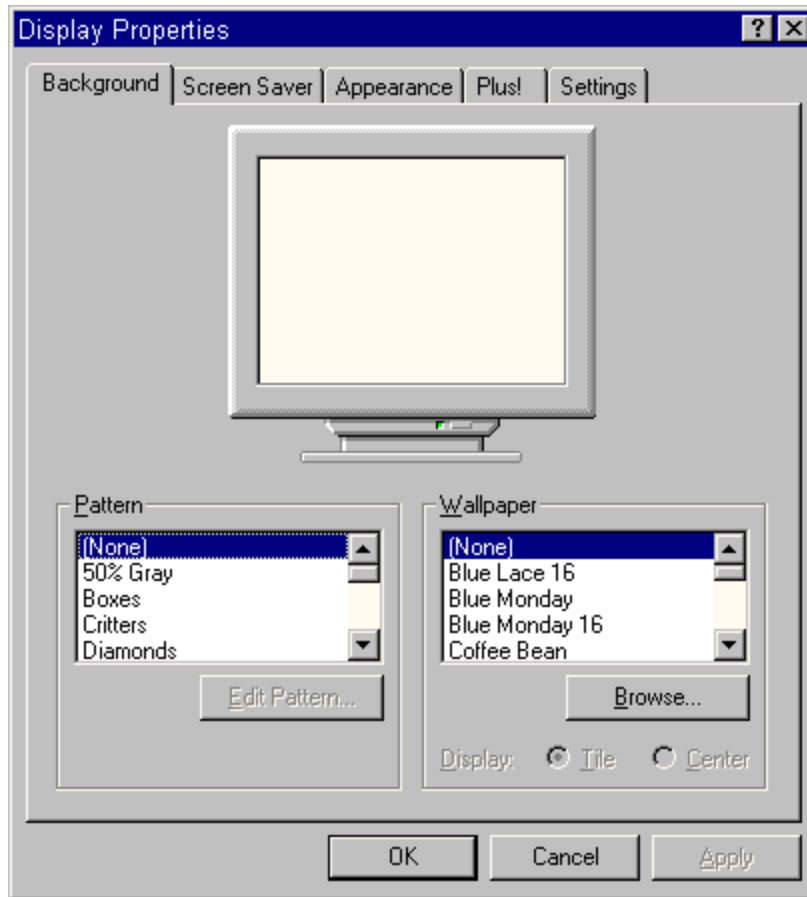 Display Properties
Background Screen Saver Appearance Plus! Settings
Pattern
(None)
50% Gray
Boxes
Critters
Diamonds
Edit Pattern...
Wallpaper
(None)
Blue Lace 16
Blue Monday
Blue Monday 16
Coffee Bean
Browse...
Display: Tile Center
OK Cancel Apply